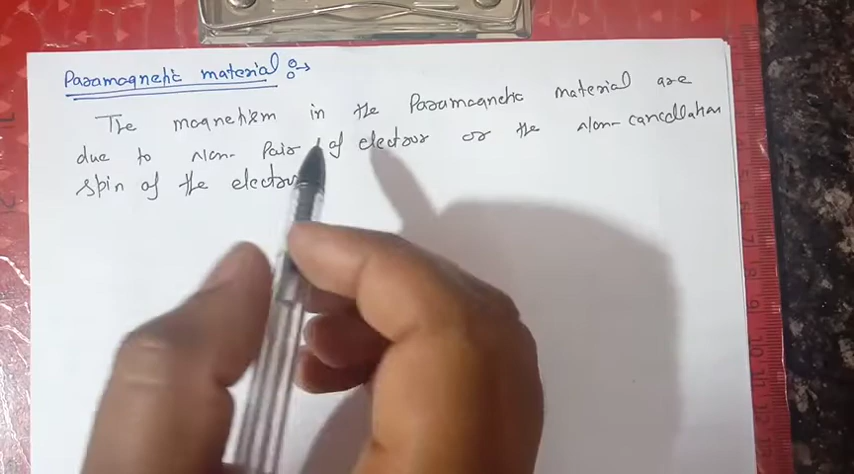 Paramagnetic material :→
The magnetism in the Paramagnetic material are
due to Non- Pair of electron or the Non-cancellation
spin of the electron